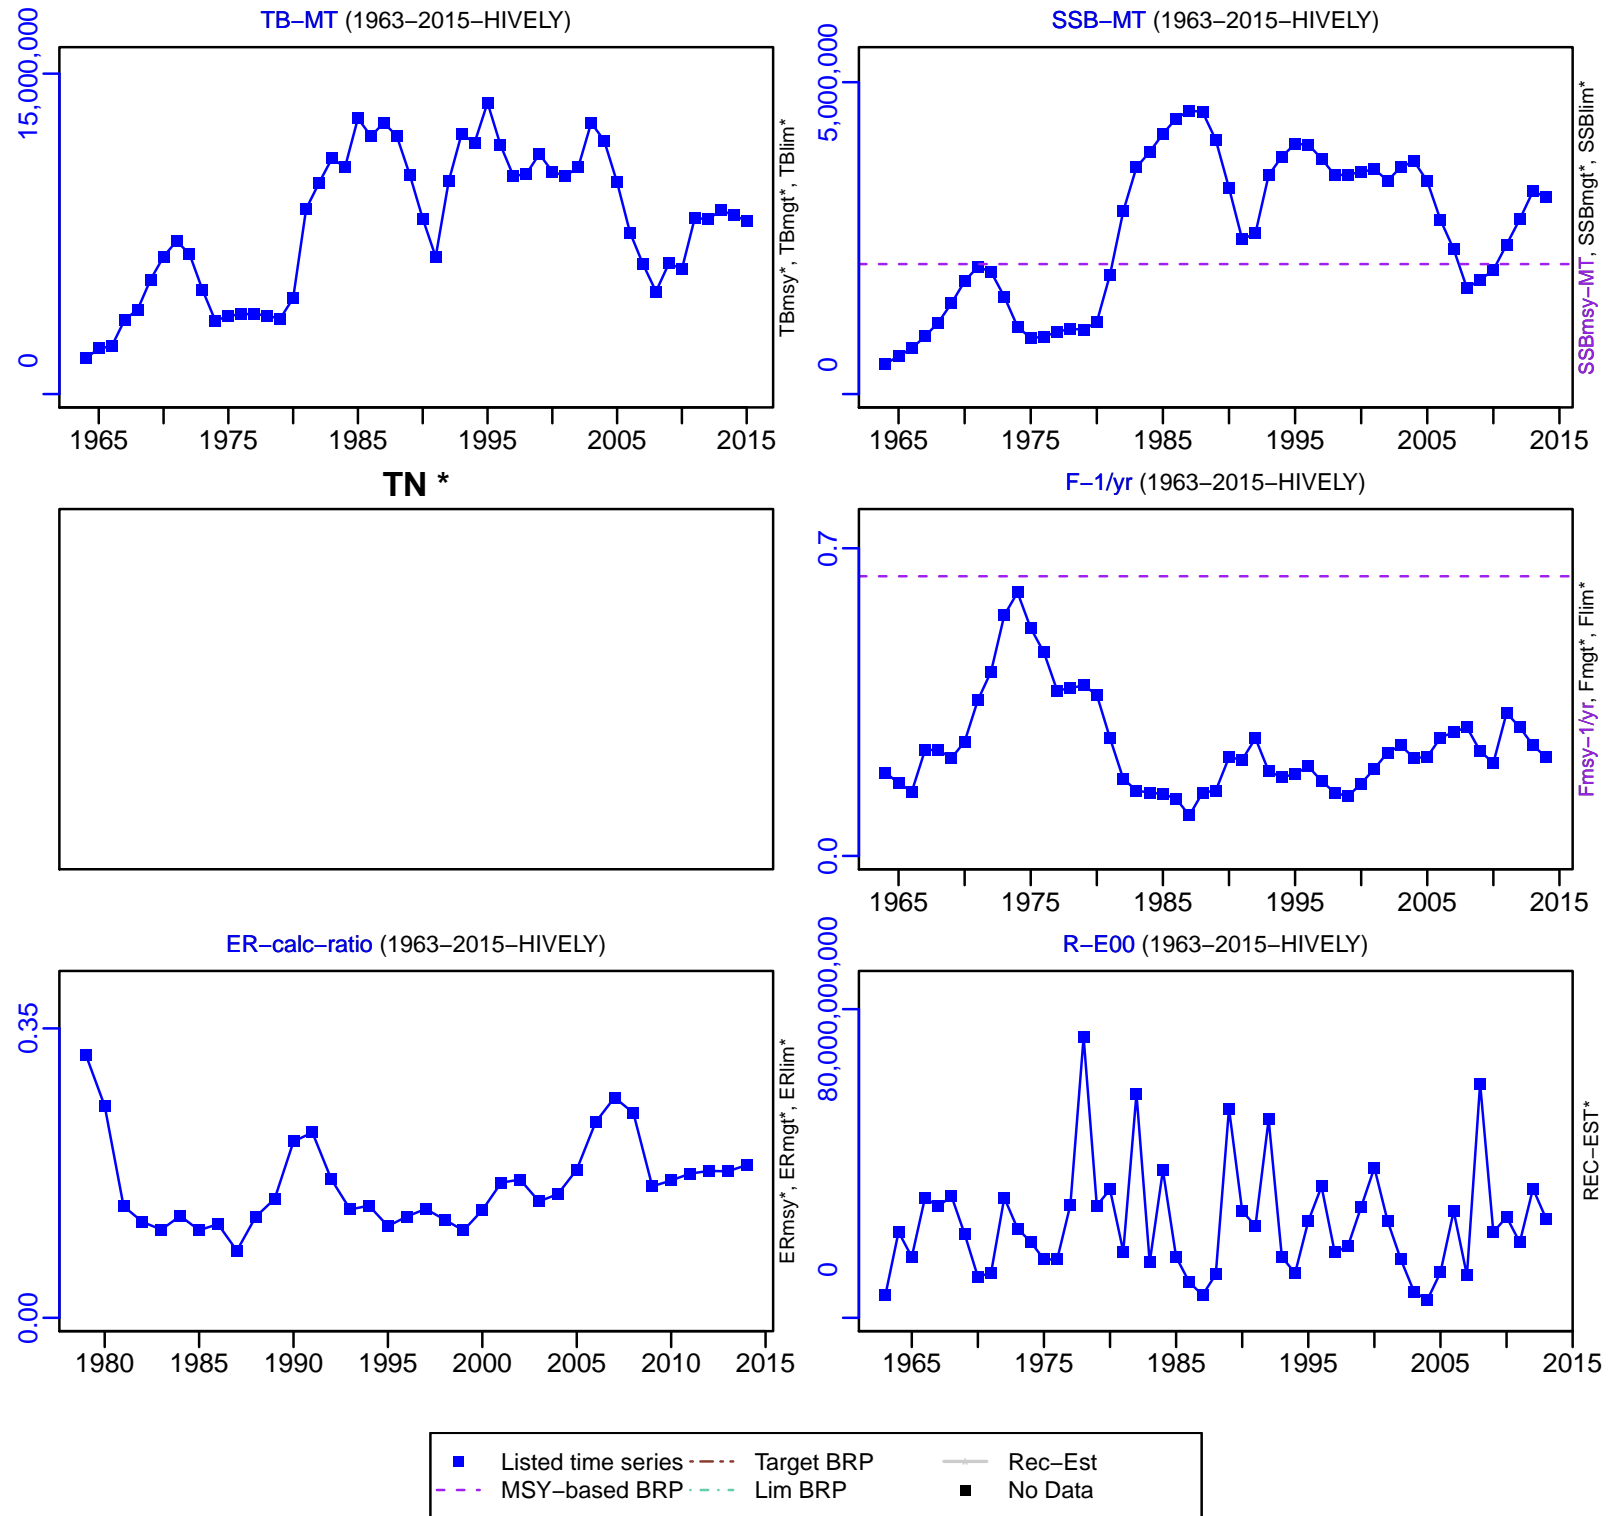 TB−MT (1963−2015−HIVELY)
15,000,000
0
1965 1975 1985 1995 2005 2015
TBmsy*, TBmgt*, TBlim*
SSB−MT (1963−2015−HIVELY)
5,000,000
0
1965 1975 1985 1995 2005 2015
SSBmsy−MT, SSBmgt*, SSBlim*
TN *
F−1/yr (1963−2015−HIVELY)
0.7
0.0
1965 1975 1985 1995 2005 2015
Fmsy−1/yr, Fmgt*, Flim*
ER−calc−ratio (1963−2015−HIVELY)
0.35
0.00
1980 1985 1990 1995 2000 2005 2010 2015
ERmsy*, ERmgt*, ERlim*
R−E00 (1963−2015−HIVELY)
80,000,000,000
0
1965 1975 1985 1995 2005 2015
REC−EST*
Listed time series Target BRP Rec−Est
MSY−based BRP Lim BRP No Data